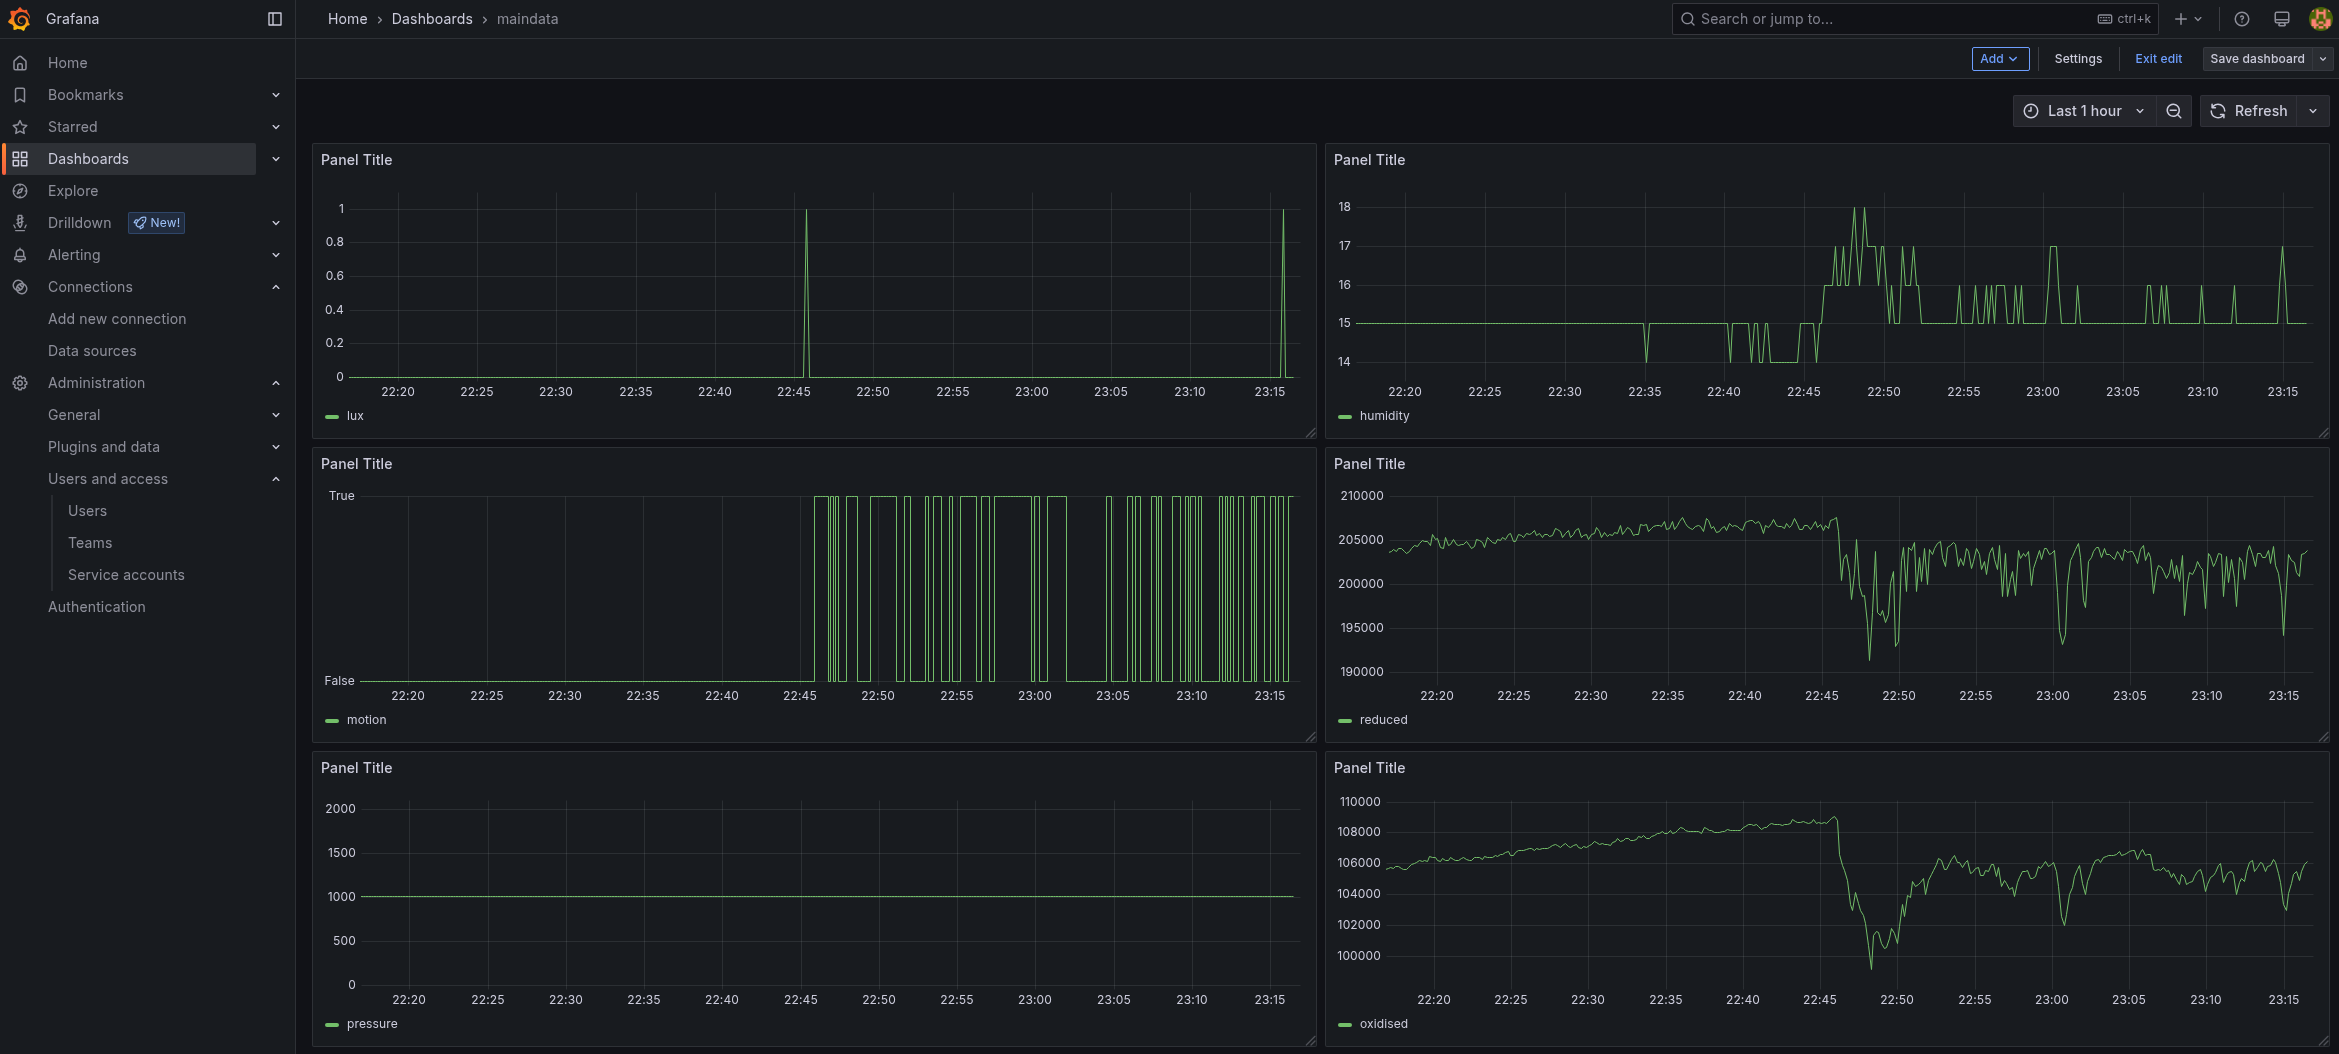 Grafana
Home › Dashboards › maindata
Search or jump to...
ctrl+k
Add
Settings
Exit edit
Save dashboard
Home
Bookmarks
Starred
Dashboards
Explore
Drilldown New!
Alerting
Connections
Add new connection
Data sources
Administration
General
Plugins and data
Users and access
Users
Teams
Service accounts
Authentication
Last 1 hour
Refresh
Panel Title
1
0.8
0.6
0.4
0.2
0
22:20 22:25 22:30 22:35 22:40 22:45 22:50 22:55 23:00 23:05 23:10 23:15
lux
Panel Title
18
17
16
15
14
22:20 22:25 22:30 22:35 22:40 22:45 22:50 22:55 23:00 23:05 23:10 23:15
humidity
Panel Title
True
False
22:20 22:25 22:30 22:35 22:40 22:45 22:50 22:55 23:00 23:05 23:10 23:15
motion
Panel Title
210000
205000
200000
195000
190000
22:20 22:25 22:30 22:35 22:40 22:45 22:50 22:55 23:00 23:05 23:10 23:15
reduced
Panel Title
2000
1500
1000
500
0
22:20 22:25 22:30 22:35 22:40 22:45 22:50 22:55 23:00 23:05 23:10 23:15
pressure
Panel Title
110000
108000
106000
104000
102000
100000
22:20 22:25 22:30 22:35 22:40 22:45 22:50 22:55 23:00 23:05 23:10 23:15
oxidised